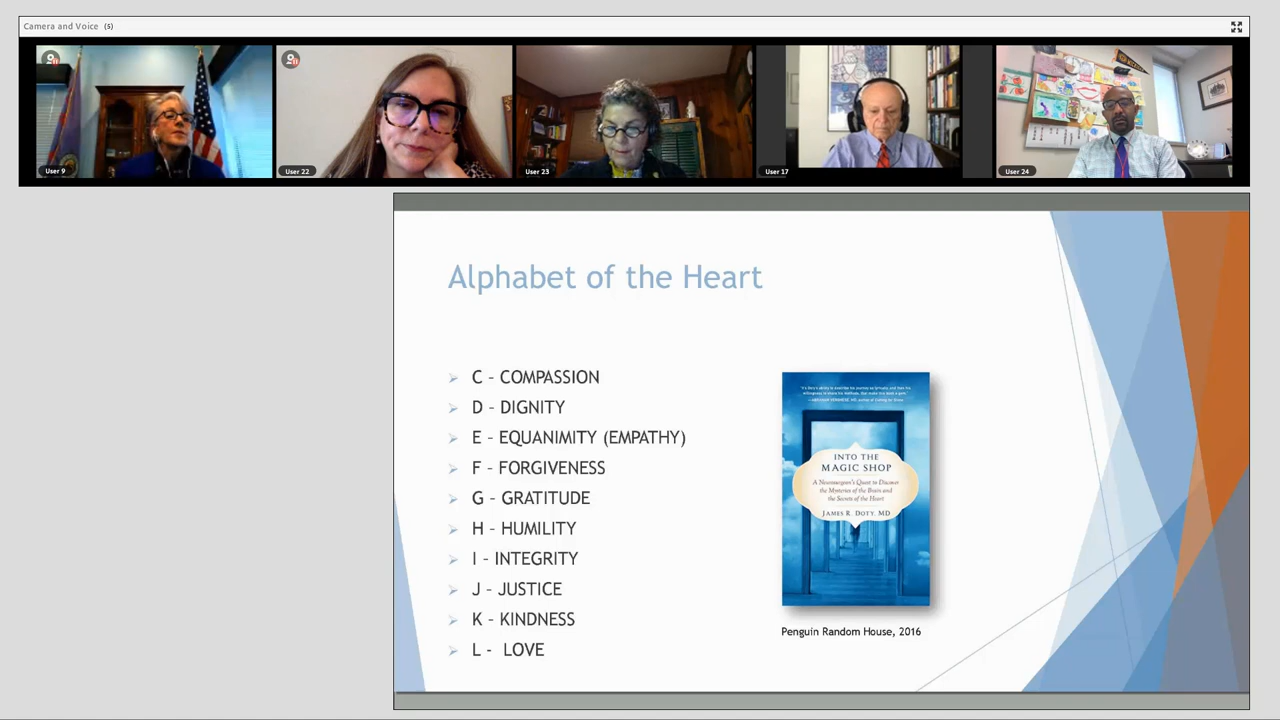 Camera and Voice (5)
User 9
User 22
User 23
User 17
User 24
Alphabet of the Heart
C - COMPASSION
D - DIGNITY
E - EQUANIMITY (EMPATHY)
F - FORGIVENESS
G - GRATITUDE
H - HUMILITY
I - INTEGRITY
J - JUSTICE
K - KINDNESS
L - LOVE
INTO THE
MAGIC SHOP
A Neurosurgeon's Quest to Discover
the Mysteries of the Brain and
the Secrets of the Heart
JAMES R. DOTY, MD
Penguin Random House, 2016